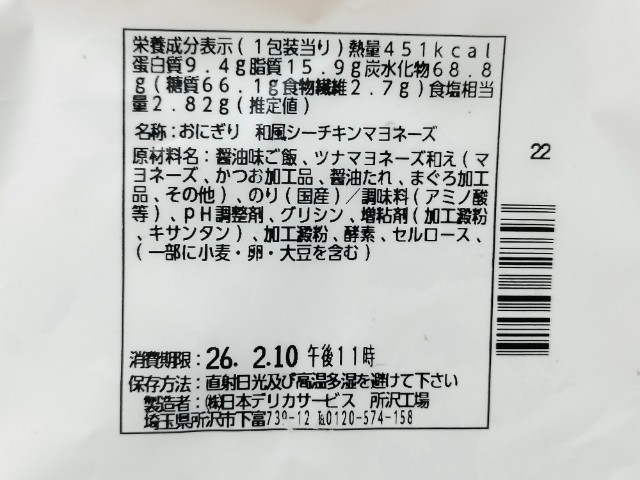 栄養成分表示(1包装当り)熱量451kcal
蛋白質9.4g脂質15.9g炭水化物68.8
g(糖質66.1g食物繊維2.7g)食塩相当
量2.82g(推定値)
名称:おにぎり 和風シーチキンマヨネーズ
原材料名:醤油味ご飯、ツナマヨネーズ和え(マ
ヨネーズ、かつお加工品、醤油たれ、まぐろ加工
品、その他)、のり(国産)/調味料(アミノ酸
等)、pH調整剤、グリシン、増粘剤(加工澱粉
、キサンタン)、加工澱粉、酵素、セルロース、
(一部に小麦・卵・大豆を含む)
22
消費期限:26. 2.10 午後11時
保存方法:直射日光及び高温多湿を避けて下さい
製造者:㈱日本デリカサービス 所沢工場
埼玉県所沢市下富739-12 ℡0120-574-158